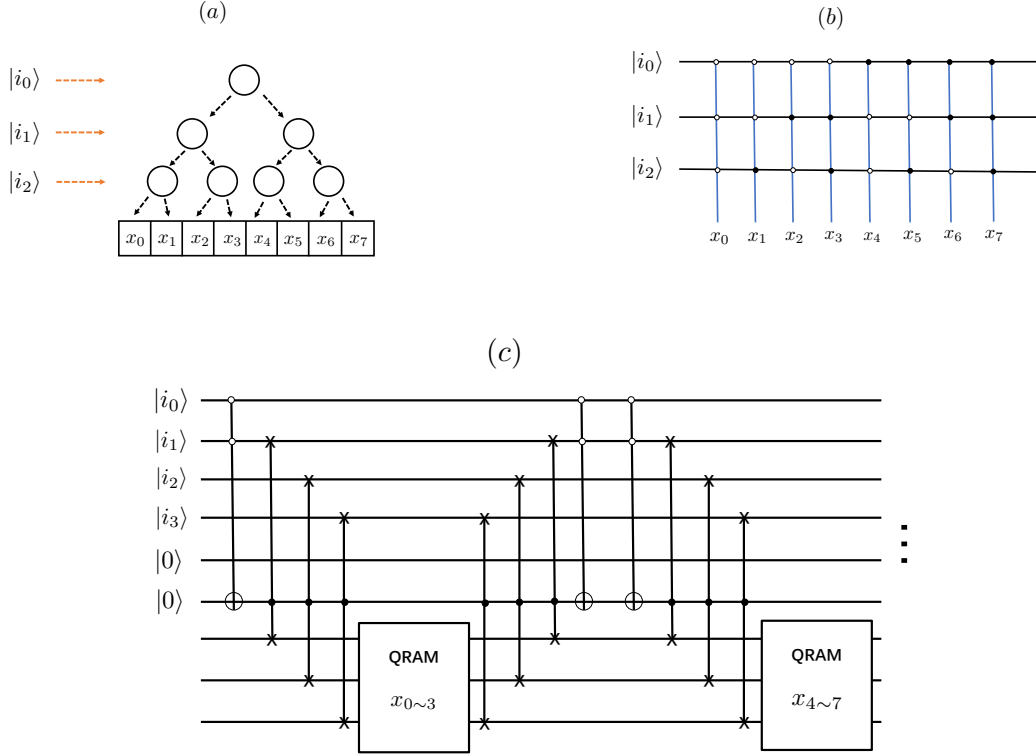 (a)
|i₀⟩
|i₁⟩
|i₂⟩
x₀ x₁ x₂ x₃ x₄ x₅ x₆ x₇
(b)
|i₀⟩
|i₁⟩
|i₂⟩
x₀ x₁ x₂ x₃ x₄ x₅ x₆ x₇
(c)
|i₀⟩
|i₁⟩
|i₂⟩
|i₃⟩
|0⟩
|0⟩
QRAM
x₀∼₃
QRAM
x₄∼₇